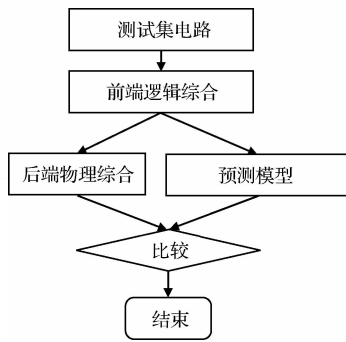 测试集电路
前端逻辑综合
后端物理综合
预测模型
比较
结束